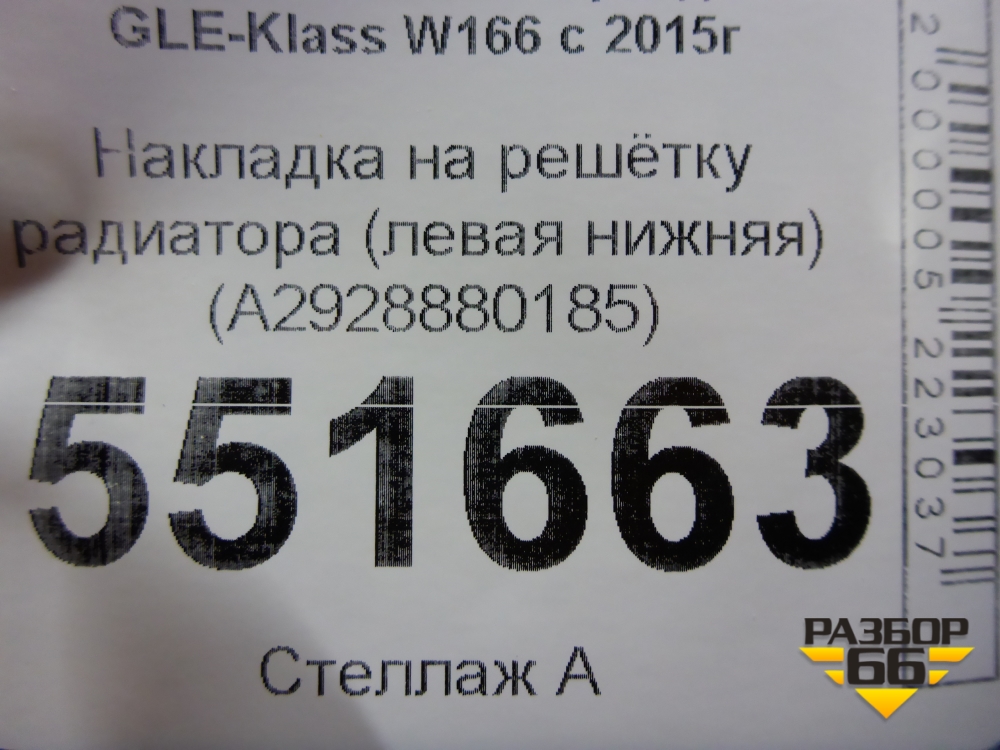 GLE-Klass W166 с 2015г
Накладка на решётку
радиатора (левая нижняя)
(A2928880185)
551663
Стеллаж А
2000005223037
РАЗБОР
66